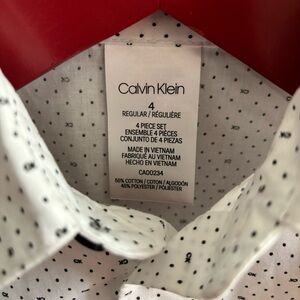 Calvin Klein
4
REGULAR / RÉGULIÈRE
4 PIECE SET
ENSEMBLE 4 PIÈCES
CONJUNTO DE 4 PIEZAS
MADE IN VIETNAM
FABRIQUÉ AU VIETNAM
HECHO EN VIETNAM
CA00234
55% COTTON / COTON / ALGODÓN
45% POLYESTER / POLIÉSTER